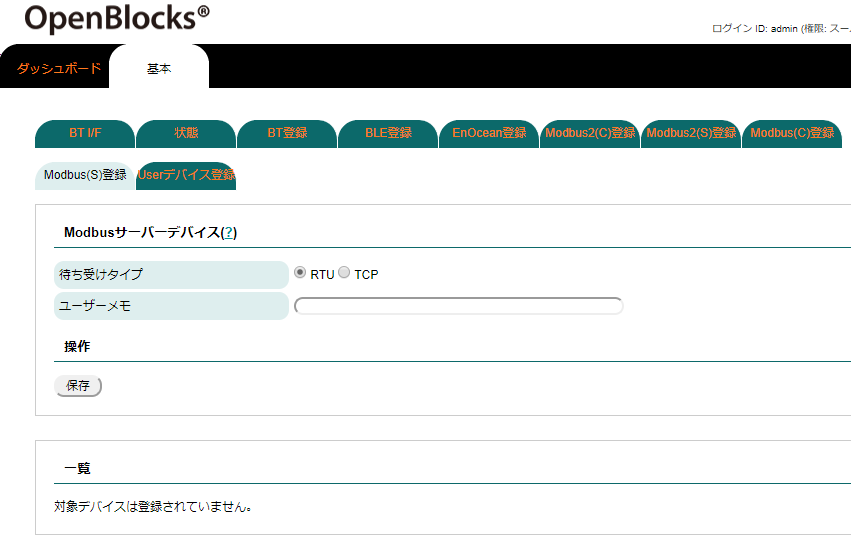 OpenBlocks®
ログイン ID: admin (権限: スー
ダッシュボード 基本
BT I/F 状態 BT登録 BLE登録 EnOcean登録 Modbus2(C)登録 Modbus2(S)登録 Modbus(C)登録
Modbus(S)登録 Userデバイス登録
Modbusサーバーデバイス(?)
待ち受けタイプ RTU TCP
ユーザーメモ
操作
保存
一覧
対象デバイスは登録されていません。